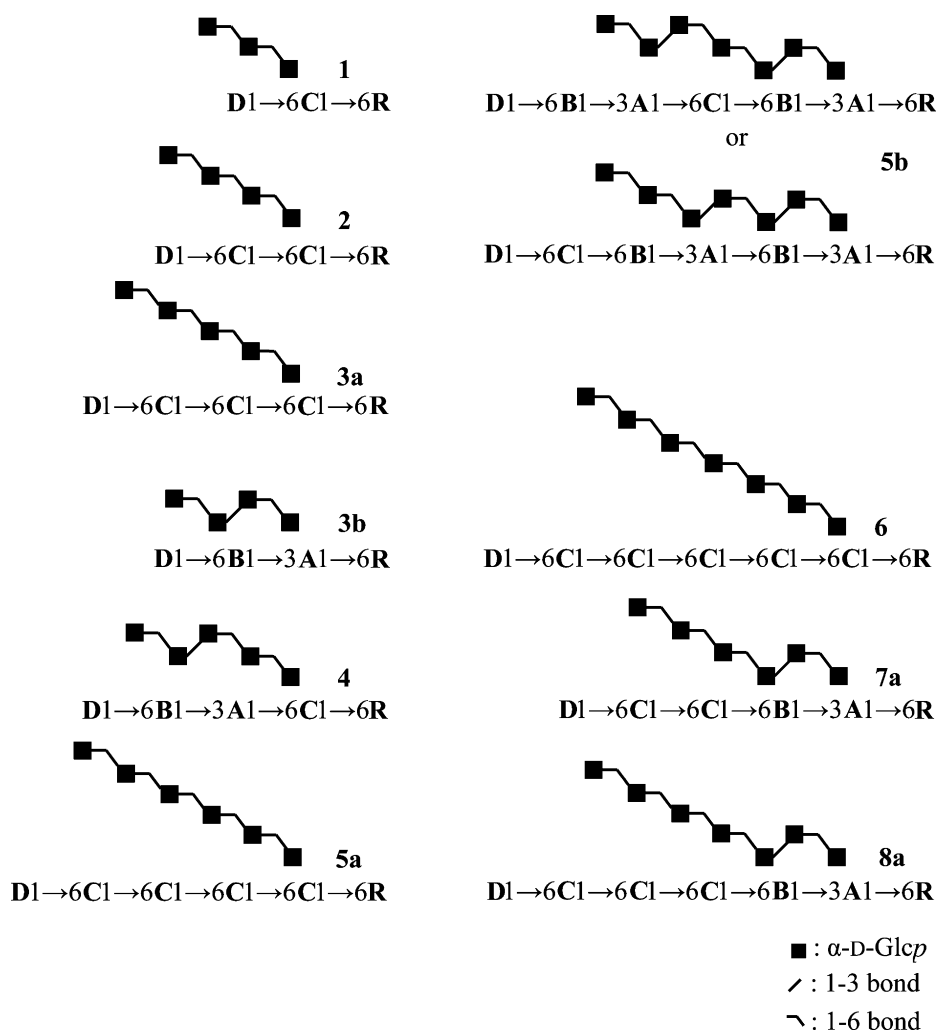 1
D1→6C1→6R
2
D1→6C1→6C1→6R
3a
D1→6C1→6C1→6C1→6R
3b
D1→6B1→3A1→6R
4
D1→6B1→3A1→6C1→6R
5a
D1→6C1→6C1→6C1→6C1→6R
D1→6B1→3A1→6C1→6B1→3A1→6R
or
5b
D1→6C1→6B1→3A1→6B1→3A1→6R
6
D1→6C1→6C1→6C1→6C1→6C1→6R
7a
D1→6C1→6C1→6B1→3A1→6R
8a
D1→6C1→6C1→6C1→6B1→3A1→6R
: α-D-Glcp
: 1-3 bond
: 1-6 bond